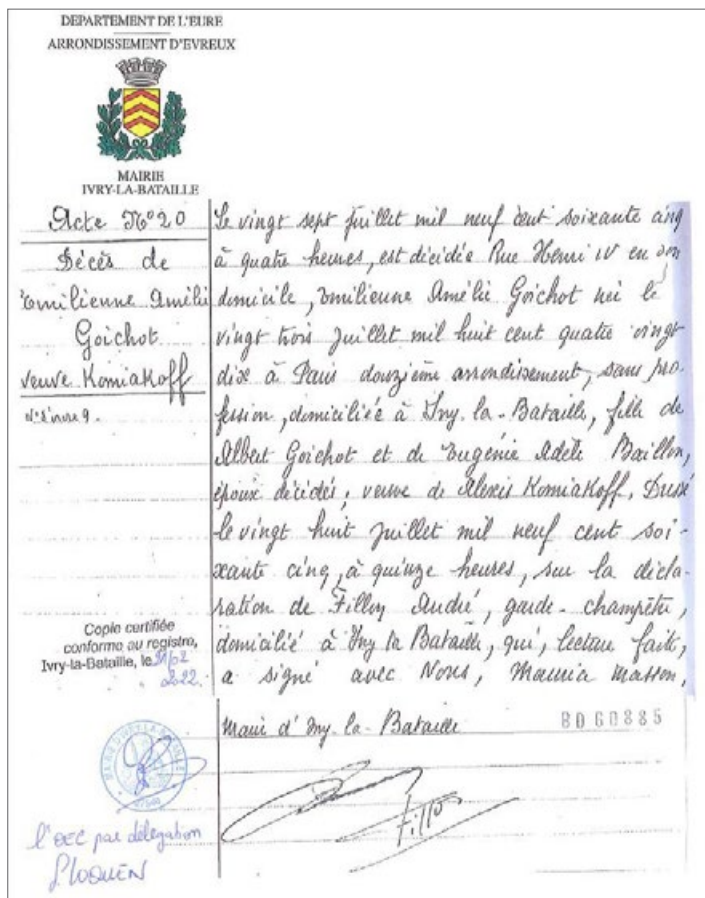 DEPARTEMENT DE L'EURE
ARRONDISSEMENT D'EVREUX
MAIRIE
IVRY-LA-BATAILLE
Acte N° 20
Décès de
Emilienne Amélie
Goichot
veuve Komiakoff
Le vingt sept juillet mil neuf cent soixante cinq
à quatre heures, est décédée Rue Henri IV en son
domicile, Emilienne Amélie Goichot née le
vingt trois juillet mil huit cent quatre vingt
dix à Paris douzième arrondissement, sans pro-
fession, domiciliée à Ivry-la-Bataille, fille de
Albert Goichot et de Eugénie Adèle Baillon,
époux décédés, veuve de Alexis Komiakoff, Dressé
le vingt huit juillet mil neuf cent soi-
xante cinq, à quinze heures, sur la décla-
ration de Filloy André, garde-champêtre,
domicilié à Ivry la Bataille, qui, lecture faite,
a signé avec Nous, Maurice Masson,
Maire d'Ivry-la-Bataille
8060885
Copie certifiée
conforme au registre,
Ivry-la-Bataille, le
2022.
l'OEC par délégation